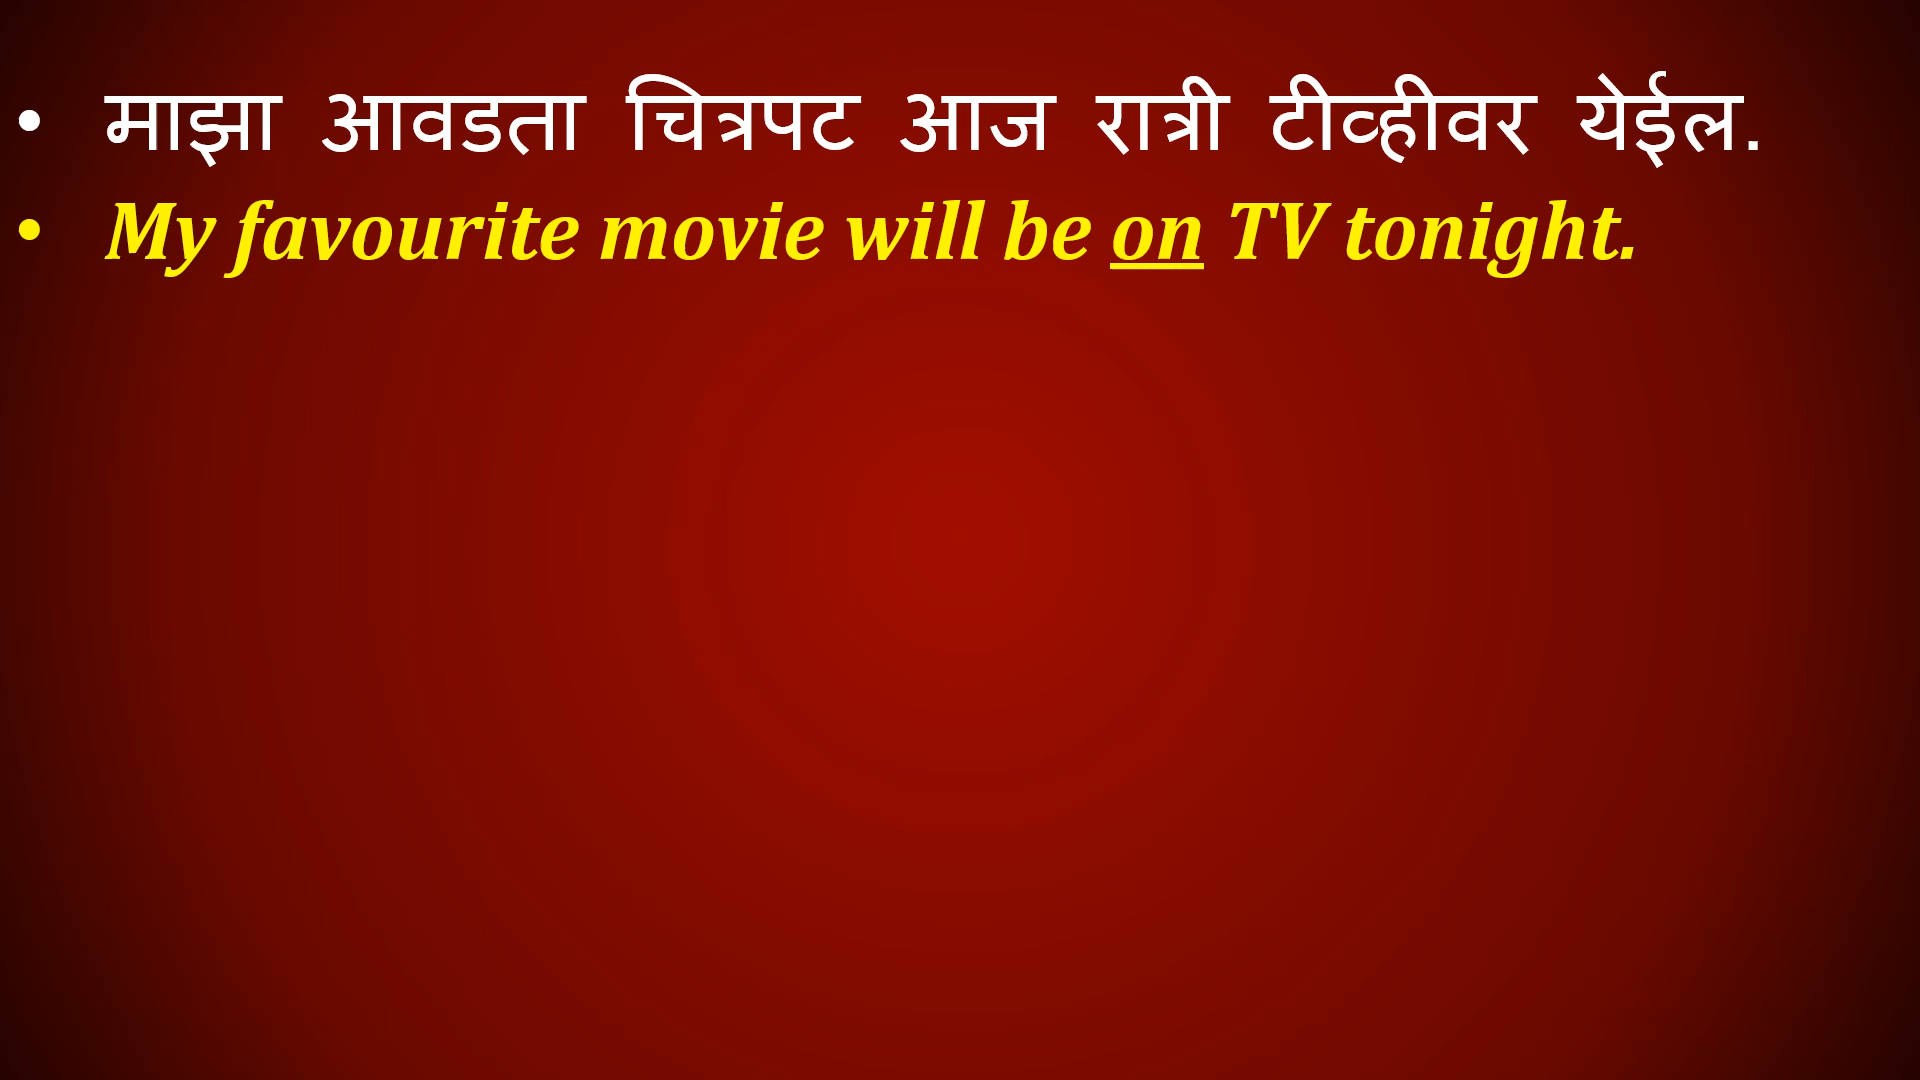 • माझा आवडता चित्रपट आज रात्री टीव्हीवर येईल.
• My favourite movie will be on TV tonight.